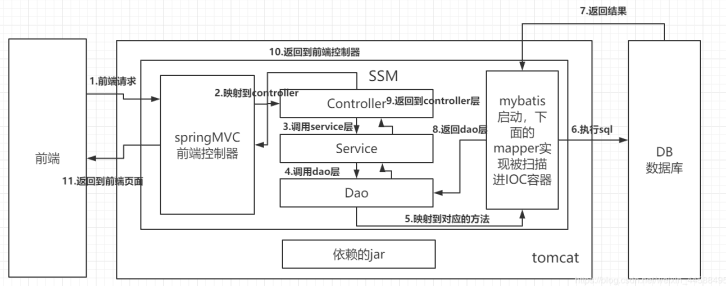 7.返回结果
10.返回到前端控制器
SSM
1.前端请求
2.映射到controller
Controller
9.返回到controller层
mybatis
启动，下
面的
mapper实
现被扫描
进IOC容器
3.调用service层
8.返回dao层
6.执行sql
前端
springMVC
前端控制器
Service
DB
数据库
4.调用dao层
11.返回到前端页面
Dao
5.映射到对应的方法
依赖的jar
tomcat